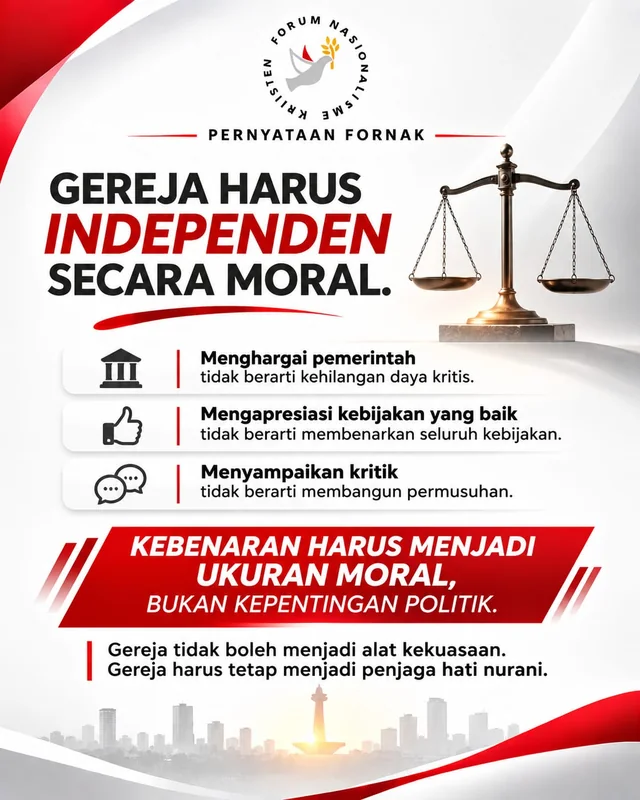 FORUM NASIONALISME KRIISTEN
PERNYATAAN FORNAK
GEREJA HARUS
INDEPENDEN
SECARA MORAL.
Menghargai pemerintah
tidak berarti kehilangan daya kritis.
Mengapresiasi kebijakan yang baik
tidak berarti membenarkan seluruh kebijakan.
Menyampaikan kritik
tidak berarti membangun permusuhan.
KEBENARAN HARUS MENJADI
UKURAN MORAL,
BUKAN KEPENTINGAN POLITIK.
Gereja tidak boleh menjadi alat kekuasaan.
Gereja harus tetap menjadi penjaga hati nurani.